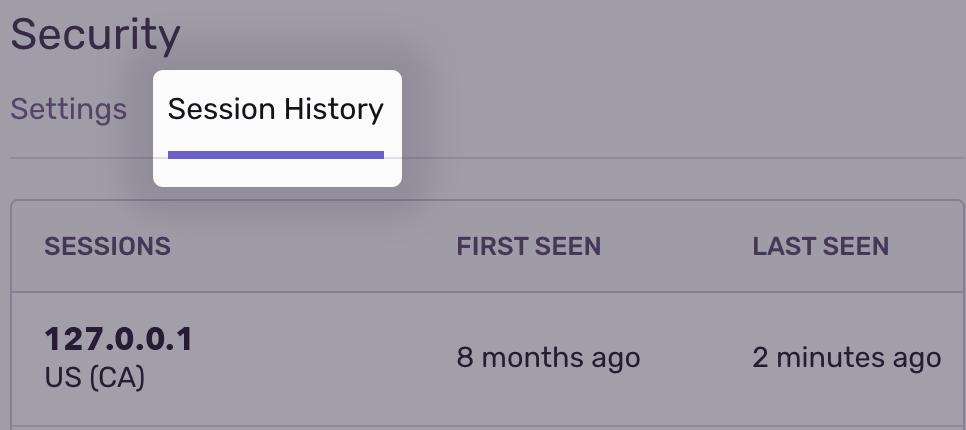 Security
Settings Session History
SESSIONS FIRST SEEN LAST SEEN
127.0.0.1
US (CA) 8 months ago 2 minutes ago